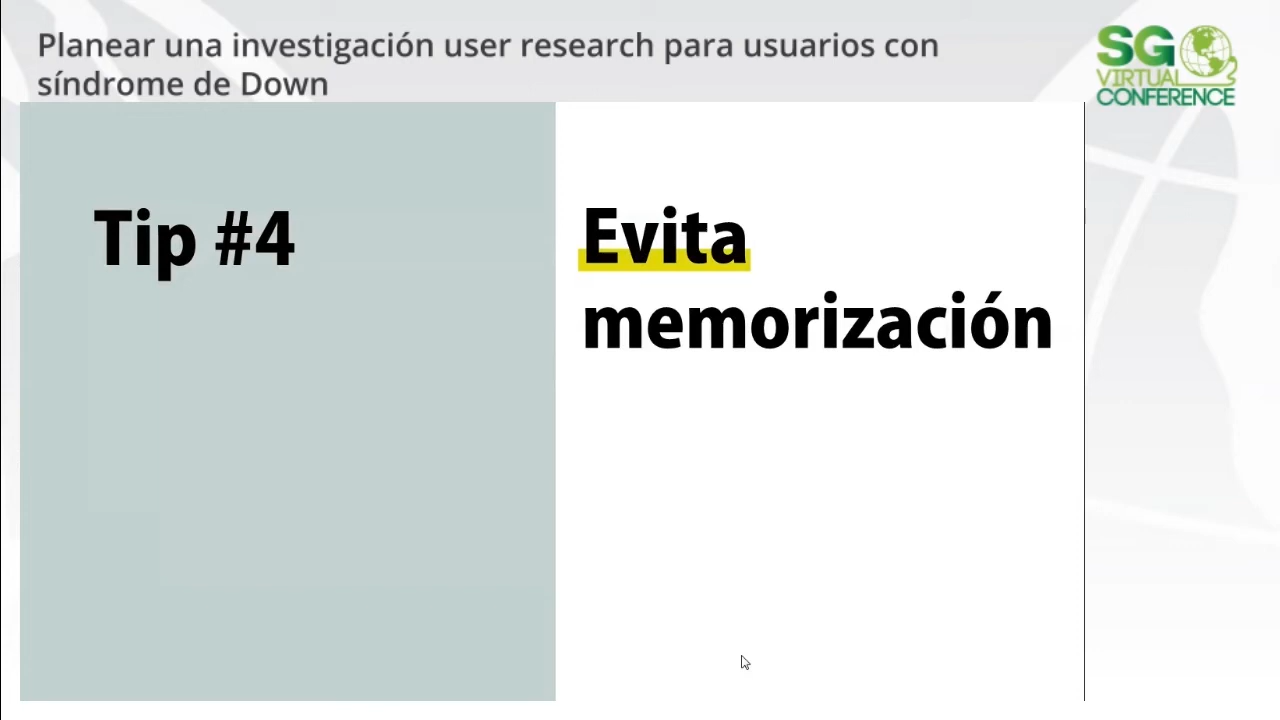 Planear una investigación user research para usuarios con
síndrome de Down
SG
VIRTUAL
CONFERENCE
Tip #4
Evita
memorización